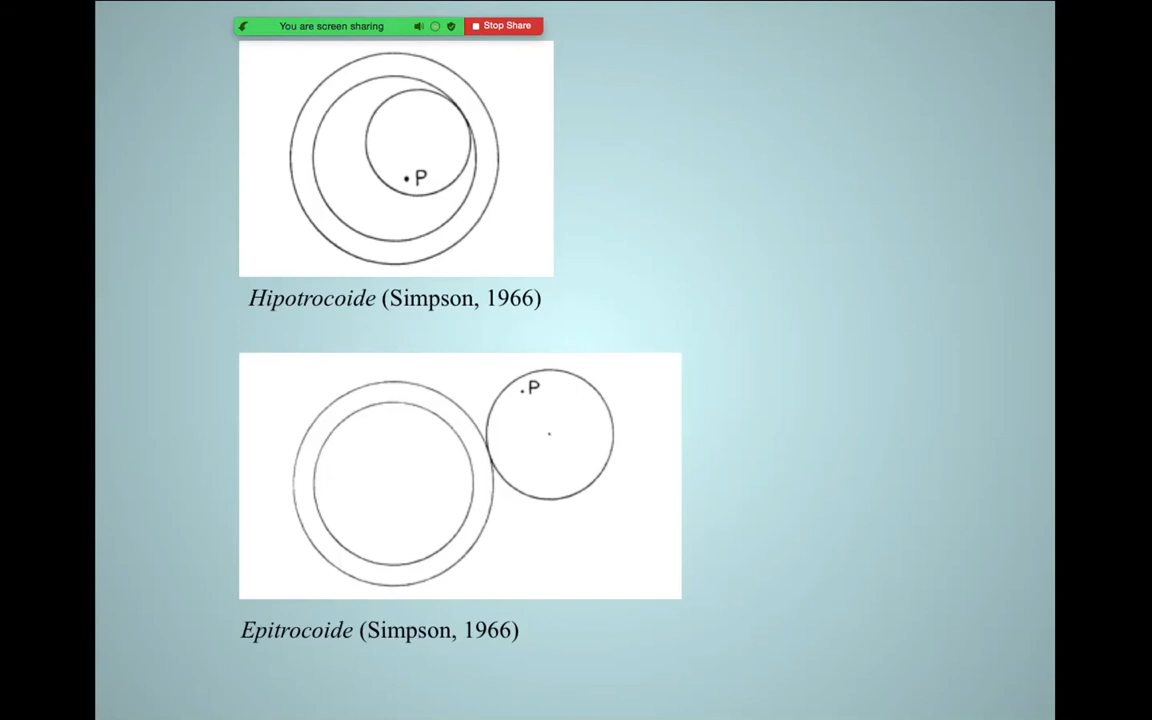 You are screen sharing
Stop Share
P
Hipotrocoide (Simpson, 1966)
P
Epitrocoide (Simpson, 1966)